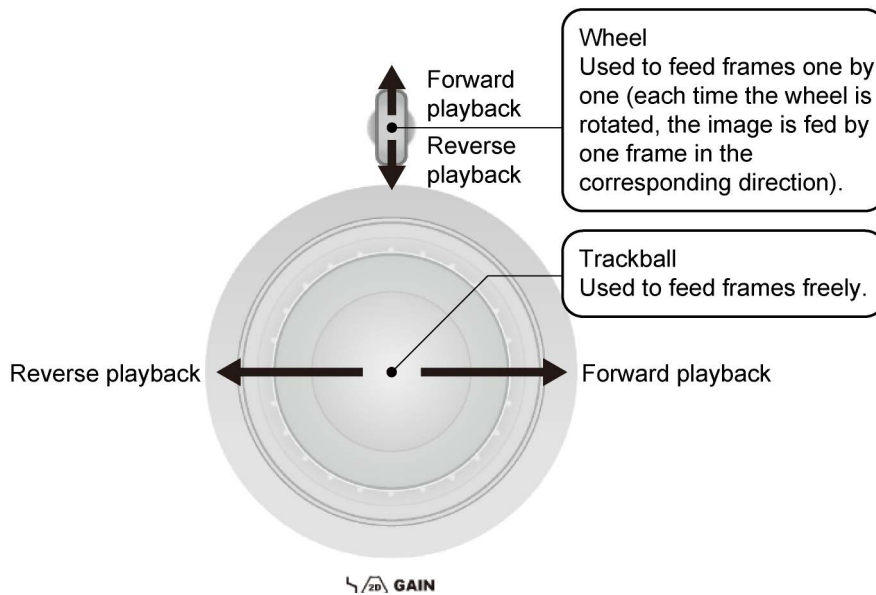 Wheel
Used to feed frames one by
one (each time the wheel is
rotated, the image is fed by
one frame in the
corresponding direction).
Forward
playback
Reverse
playback
Trackball
Used to feed frames freely.
Reverse playback
Forward playback
2D GAIN